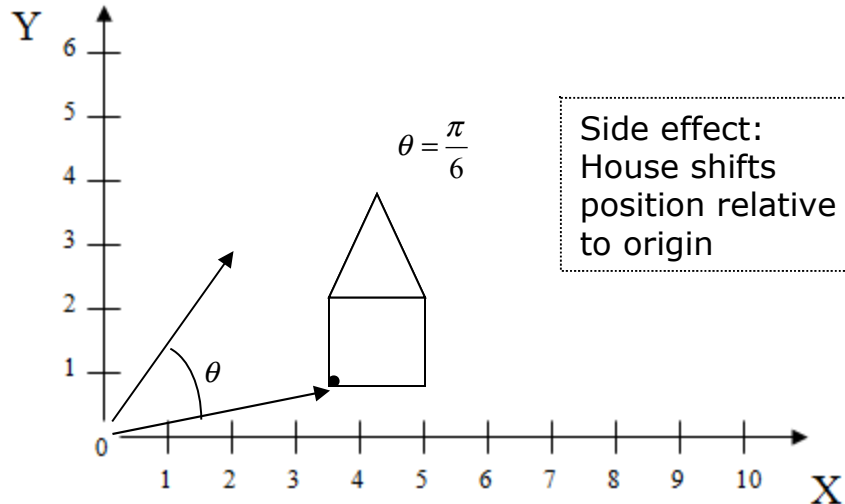 Y
6
5
4
3
2
1
0
θ = π/6
θ
Side effect:
House shifts
position relative
to origin
1 2 3 4 5 6 7 8 9 10
X